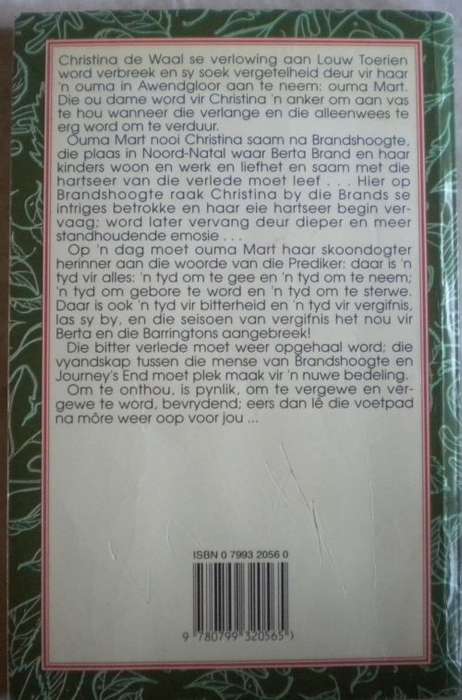 Christina de Waal se verlowing aan Louw Toerien
word verbreek en sy soek vergetelheid deur vir haar
'n ouma in Awendgloor aan te neem: ouma Mart.
Die ou dame word vir Christina 'n anker om aan vas
te hou wanneer die verlange en die alleenwees te
erg word om te verduur.
Ouma Mart nooi Christina saam na Brandshoogte,
die plaas in Noord-Natal waar Berta Brand en haar
kinders woon en werk en liefhet en saam met die
hartseer van die verlede moet leef . . . Hier op
Brandshoogte raak Christina by die Brands se
intriges betrokke en haar eie hartseer begin ver-
vaag; word later vervang deur dieper en meer
standhoudende emosie . . .
Op 'n dag moet ouma Mart haar skoondogter
herinner aan die woorde van die Prediker: daar is 'n
tyd vir alles: 'n tyd om te gee en 'n tyd om te neem;
'n tyd om gebore te word en 'n tyd om te sterwe.
Daar is ook 'n tyd vir bitterheid en 'n tyd vir vergifnis,
las sy by, en die seisoen van vergifnis het nou vir
Berta en die Barringtons aangebreek!
Die bitter verlede moet weer opgehaal word; die
vyandskap tussen die mense van Brandshoogte en
Journey's End moet plek maak vir 'n nuwe bedeling.
Om te onthou, is pynlik, om te vergewe en ver-
gewe te word, bevrydend; eers dan lê die voetpad
na môre weer oop voor jou ...
ISBN 0 7993 2056 0
9 780799 320565